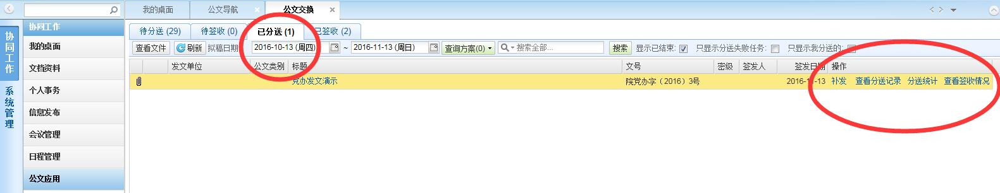 我的桌面 公文导航 公文交换
协同工作
系统管理
协同工作
我的桌面
文档资料
个人事务
信息发布
会议管理
日程管理
公文应用
待分送 (29) 待签收 (0) 已分送 (1) 已签收 (2)
查看文件 刷新 拟稿日期 2016-10-13 (周四) ~ 2016-11-13 (周日) 查询方案(0) 搜索全部... 搜索 显示已结束: 只显示分送失败任务: 只显示我分送的:
发文单位 公文类别 标题 文号 密级 签发人 签发日期 操作
党办发文演示 院党办字（2016）3号 2016-11-13 补发 查看分送记录 分送统计 查看签收情况